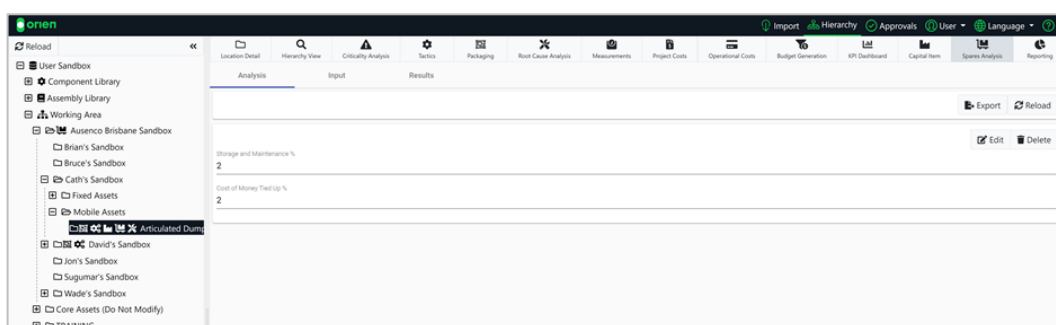 orien
Import Hierarchy Approvals User Language
Reload
Location Detail Hierarchy View Criticality Analysis Tactics Packaging Root Cause Analysis Measurements Project Costs Operational Costs Budget Generation KPI Dashboard Capital Item Spares Analysis Reporting
Analysis Input Results
User Sandbox
Component Library
Assembly Library
Working Area
Ausenco Brisbane Sandbox
Brian's Sandbox
Bruce's Sandbox
Cath's Sandbox
Fixed Assets
Mobile Assets
Articulated Dump
David's Sandbox
Jon's Sandbox
Sugumar's Sandbox
Wade's Sandbox
Core Assets (Do Not Modify)
TRAINING
Export Reload
Edit Delete
Storage and Maintenance %
2
Cost of Money Tied Up %
2